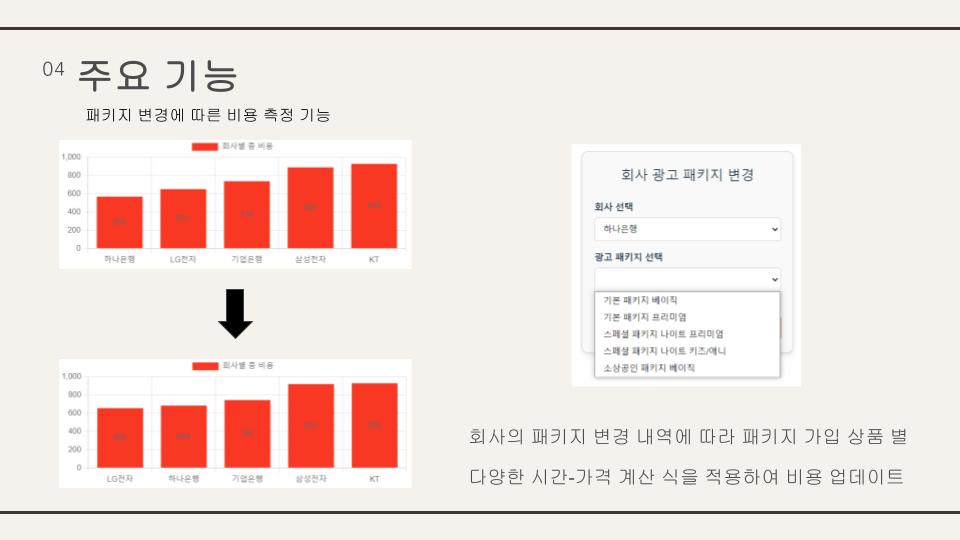 04 주요 기능
패키지 변경에 따른 비용 측정 기능
회사별 총 비용
1,000
800
600
400
200
0
하나은행 LG전자 기업은행 삼성전자 KT
회사별 총 비용
1,000
800
600
400
200
0
LG전자 하나은행 기업은행 삼성전자 KT
회사 광고 패키지 변경
회사 선택
하나은행
광고 패키지 선택
기본 패키지 베이직
기본 패키지 프리미엄
스페셜 패키지 나이트 프리미엄
스페셜 패키지 나이트 키즈/애니
소상공인 패키지 베이직
회사의 패키지 변경 내역에 따라 패키지 가입 상품 별
다양한 시간-가격 계산 식을 적용하여 비용 업데이트